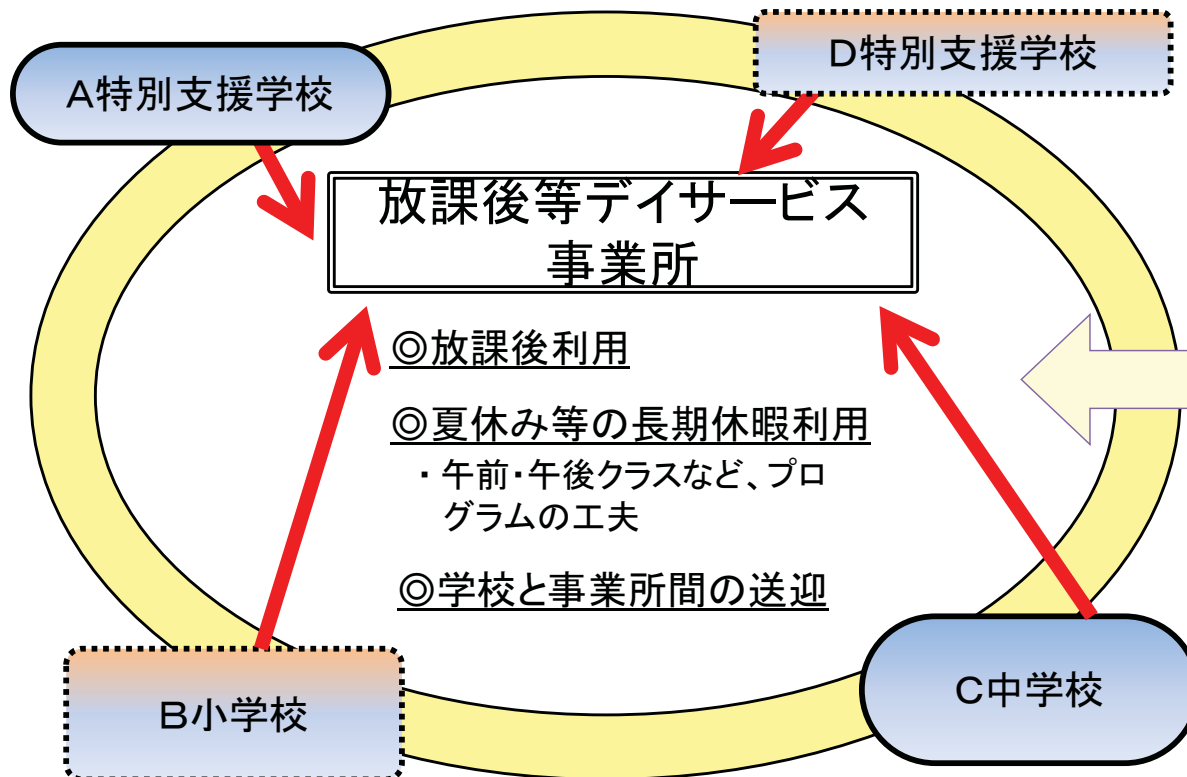 A特別支援学校
D特別支援学校
放課後等デイサービス
事業所
◎放課後利用
◎夏休み等の長期休暇利用
・午前・午後クラスなど、プロ
グラムの工夫
◎学校と事業所間の送迎
B小学校
C中学校